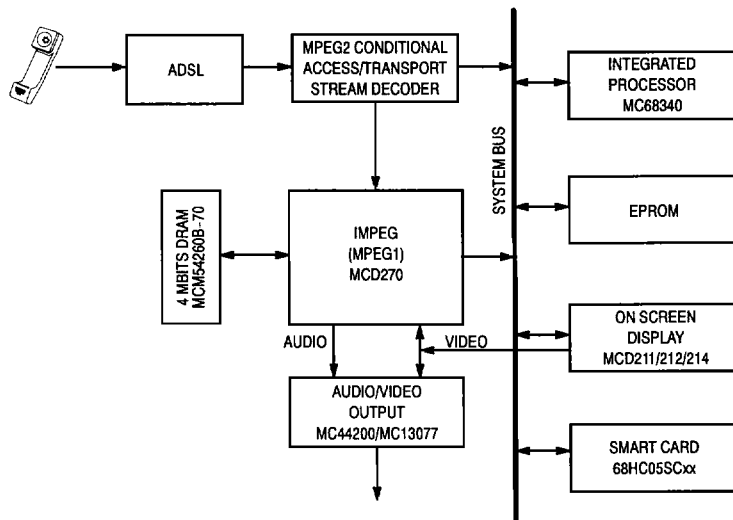 ADSL
MPEG2 CONDITIONAL
ACCESS/TRANSPORT
STREAM DECODER
INTEGRATED
PROCESSOR
MC68340
SYSTEM BUS
4 MBITS DRAM
MCM54260B-70
IMPEG
(MPEG1)
MCD270
EPROM
AUDIO
VIDEO
ON SCREEN
DISPLAY
MCD211/212/214
AUDIO/VIDEO
OUTPUT
MC44200/MC13077
SMART CARD
68HC05SCxx